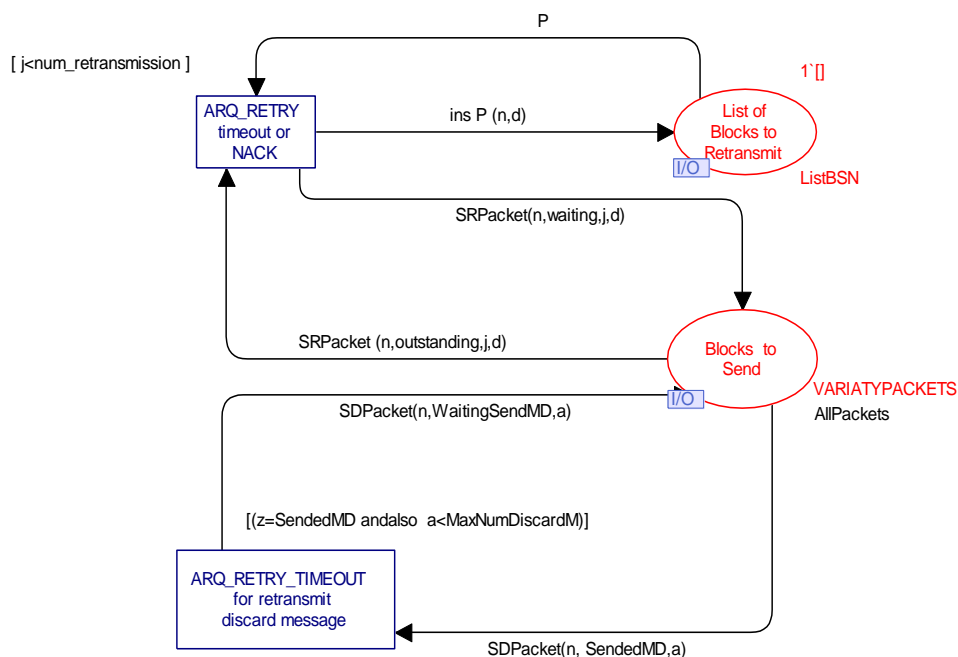 P
[ j<num_retransmission ]
1`[]
ARQ_RETRY
timeout or
NACK
ins P (n,d)
List of
Blocks to
Retransmit
I/O
ListBSN
SRPacket(n,waiting,j,d)
SRPacket (n,outstanding,j,d)
Blocks to
Send
I/O
VARIATYPACKETS
AllPackets
SDPacket(n,WaitingSendMD,a)
[(z=SendedMD andalso a<MaxNumDiscardM)]
ARQ_RETRY_TIMEOUT
for retransmit
discard message
SDPacket(n, SendedMD,a)